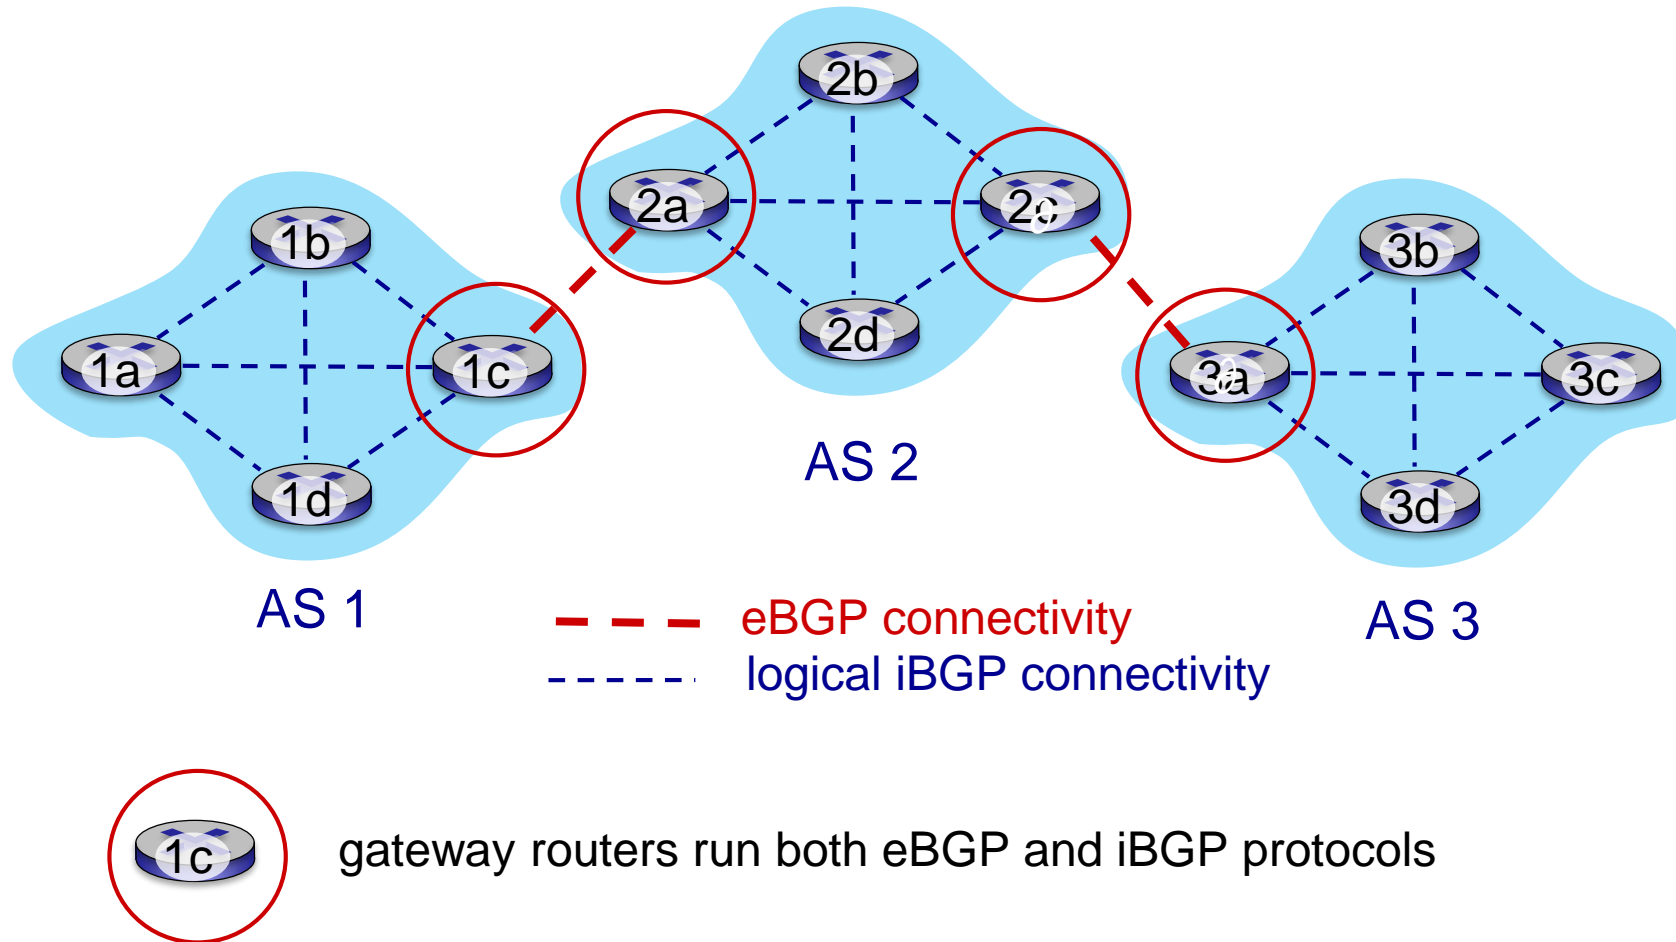 2b
2a
2c
1b
3b
2d
1a
1c
3a
3c
AS 2
1d
3d
AS 1
eBGP connectivity
AS 3
logical iBGP connectivity
1c
gateway routers run both eBGP and iBGP protocols